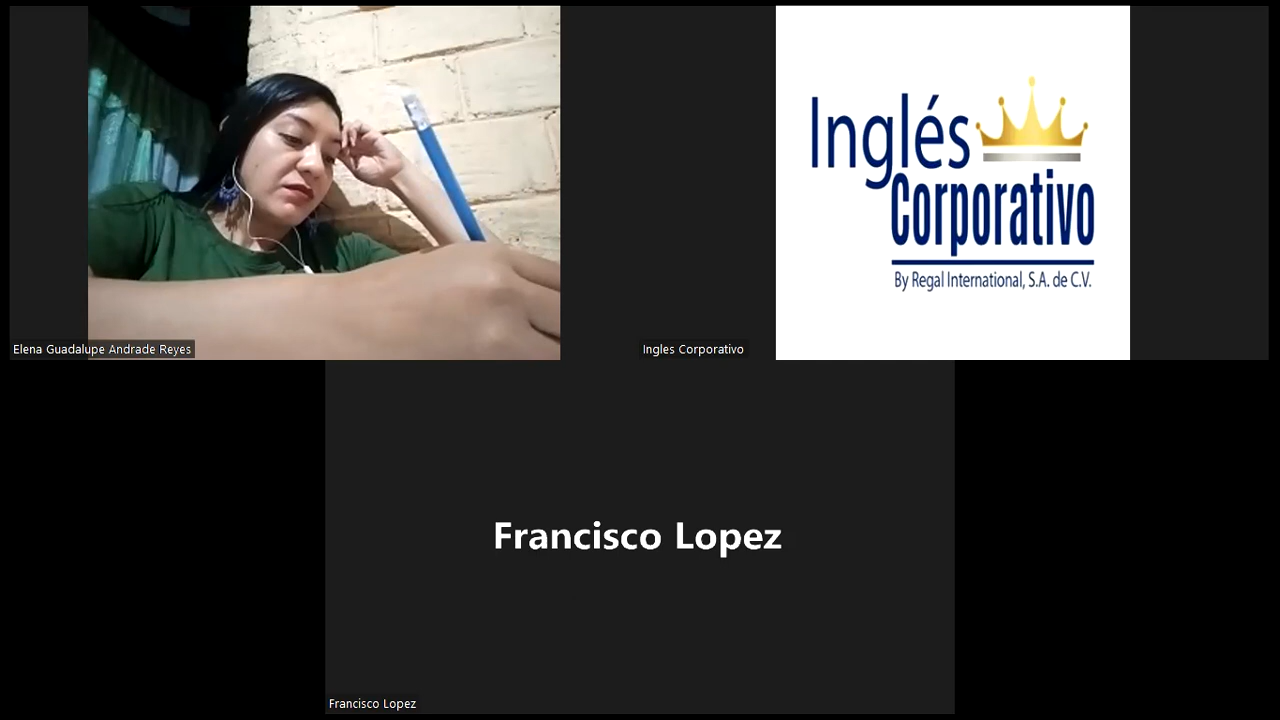 Inglés
Corporativo
By Regal International, S.A. de C.V.
Elena Guadalupe Andrade Reyes
Ingles Corporativo
Francisco Lopez
Francisco Lopez